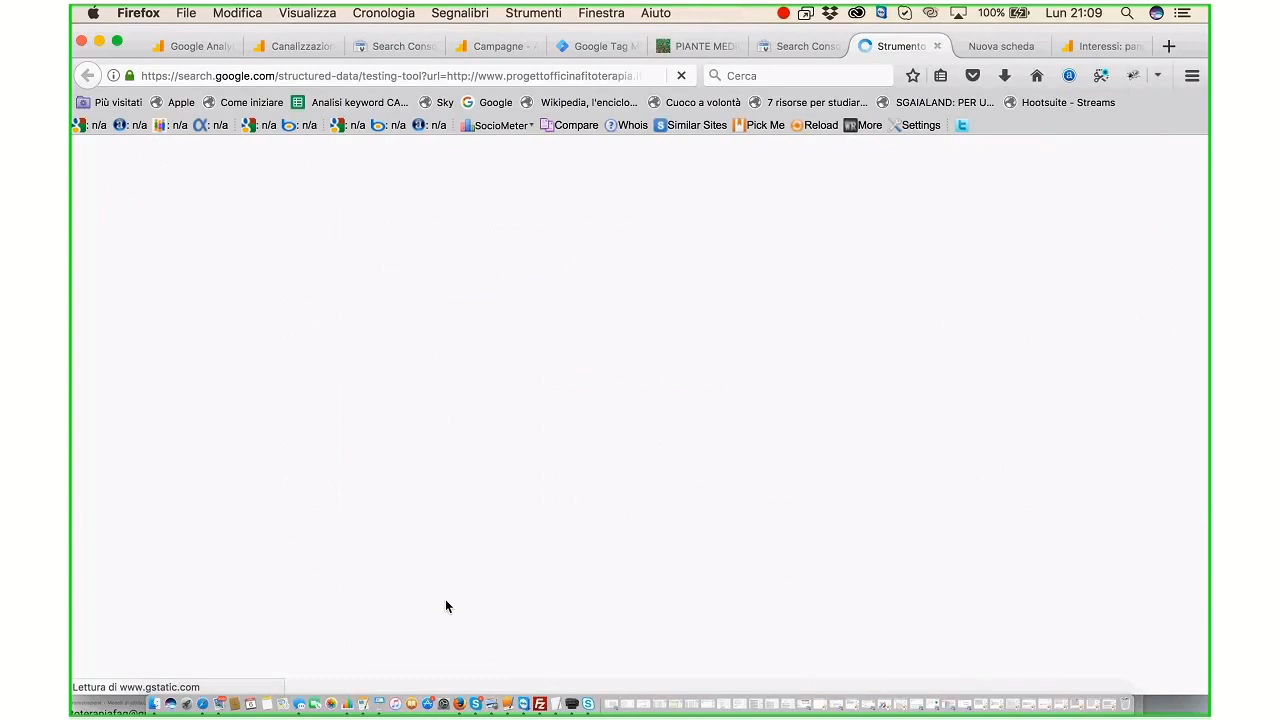 Firefox File Modifica Visualizza Cronologia Segnalibri Strumenti Finestra Aiuto 100% Lun 21:09
Google Analy Canalizzazion Search Conso Campagne - Google Tag M PIANTE MEDI Search Conso Strumento Nuova scheda Interessi: pan
https://search.google.com/structured-data/testing-tool?url=http://www.progettofficinafitoterapia.i Cerca
Più visitati Apple Come iniziare Analisi keyword CA... Sky Google Wikipedia, l'enciclo... Cuoco a volontà 7 risorse per studiar... SGAIALAND: PER U... Hootsuite - Streams
: n/a : n/a : n/a : n/a : n/a : n/a : n/a : n/a : n/a SocioMeter Compare Whois Similar Sites Pick Me Reload More Settings
Lettura di www.gstatic.com